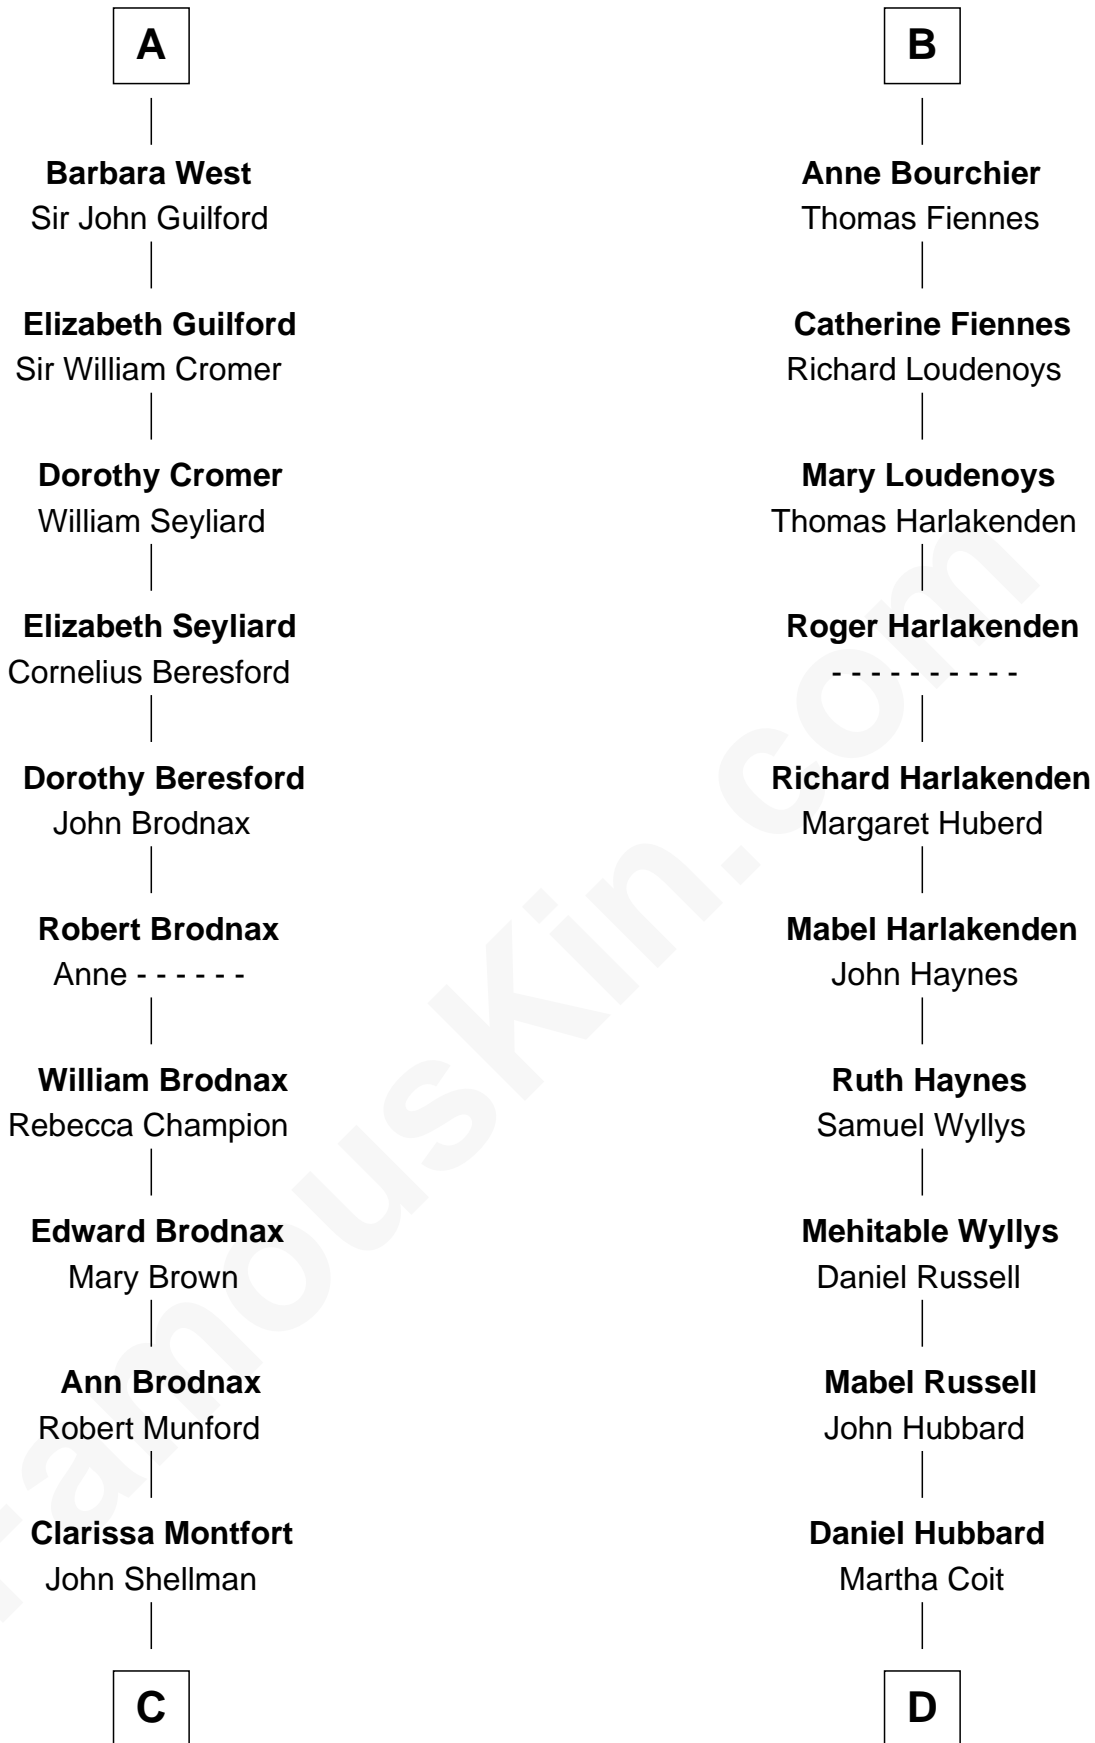 A
Barbara West
Sir John Guilford
Elizabeth Guilford
Sir William Cromer
Dorothy Cromer
William Seyliard
Elizabeth Seyliard
Cornelius Beresford
Dorothy Beresford
John Brodnax
Robert Brodnax
Anne - - - - - -
William Brodnax
Rebecca Champion
Edward Brodnax
Mary Brown
Ann Brodnax
Robert Munford
Clarissa Montfort
John Shellman
C
B
Anne Bourchier
Thomas Fiennes
Catherine Fiennes
Richard Loudenoys
Mary Loudenoys
Thomas Harlakenden
Roger Harlakenden
- - - - - - - - - -
Richard Harlakenden
Margaret Huberd
Mabel Harlakenden
John Haynes
Ruth Haynes
Samuel Wyllys
Mehitable Wyllys
Daniel Russell
Mabel Russell
John Hubbard
Daniel Hubbard
Martha Coit
D
FamousKin.com